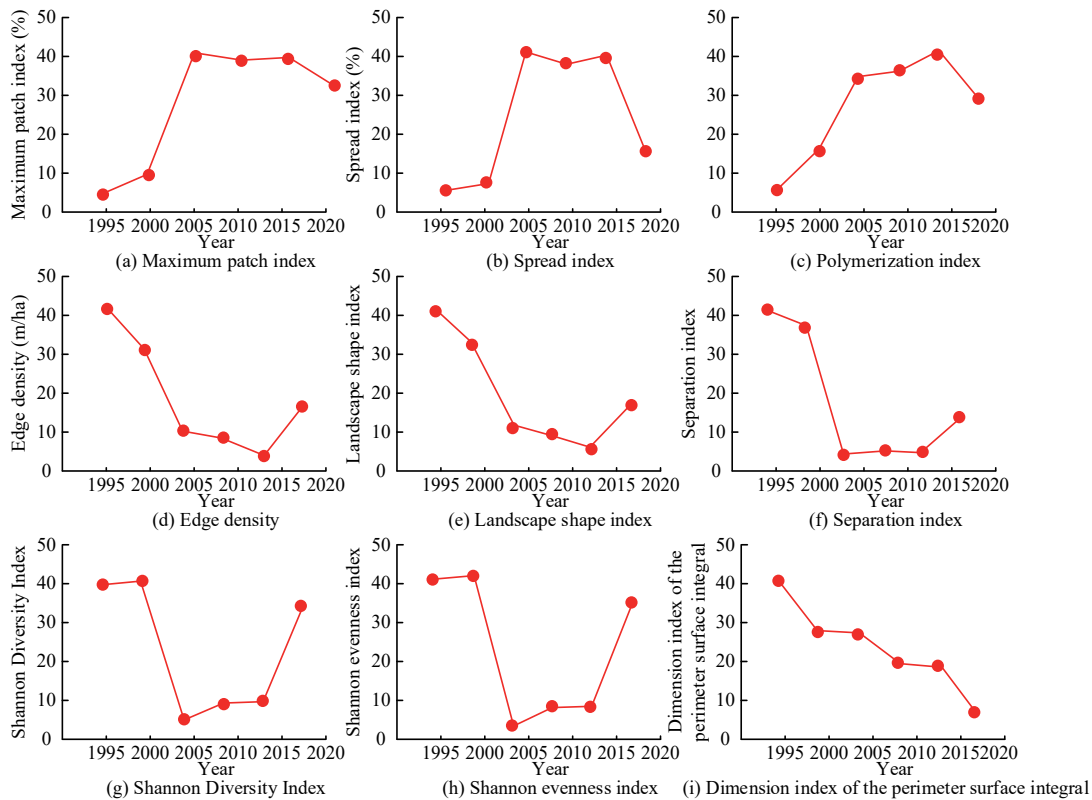 Maximum patch index (%)
50
40
30
20
10
0
1995 2000 2005 2010 2015 2020
Year
(a) Maximum patch index
Spread index (%)
50
40
30
20
10
0
1995 2000 2005 2010 2015 2020
Year
(b) Spread index
50
40
30
20
10
0
1995 2000 2005 2010 2015 2020
Year
(c) Polymerization index
Edge density (m/ha)
50
40
30
20
10
0
1995 2000 2005 2010 2015 2020
Year
(d) Edge density
Landscape shape index
50
40
30
20
10
0
1995 2000 2005 2010 2015 2020
Year
(e) Landscape shape index
Separation index
50
40
30
20
10
0
1995 2000 2005 2010 2015 2020
Year
(f) Separation index
Shannon Diversity Index
50
40
30
20
10
0
1995 2000 2005 2010 2015 2020
Year
(g) Shannon Diversity Index
Shannon evenness index
50
40
30
20
10
0
1995 2000 2005 2010 2015 2020
Year
(h) Shannon evenness index
Dimension index of the
perimeter surface integral
50
40
30
20
10
0
1995 2000 2005 2010 2015 2020
Year
(i) Dimension index of the perimeter surface integral